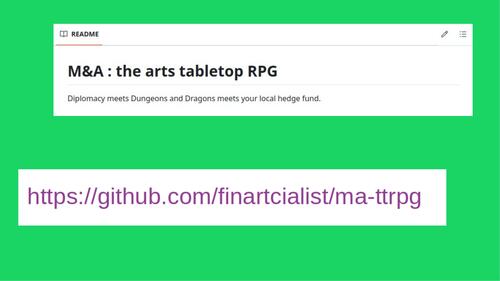 README
M&A : the arts tabletop RPG
Diplomacy meets Dungeons and Dragons meets your local hedge fund.
https://github.com/finartcialist/ma-ttrpg